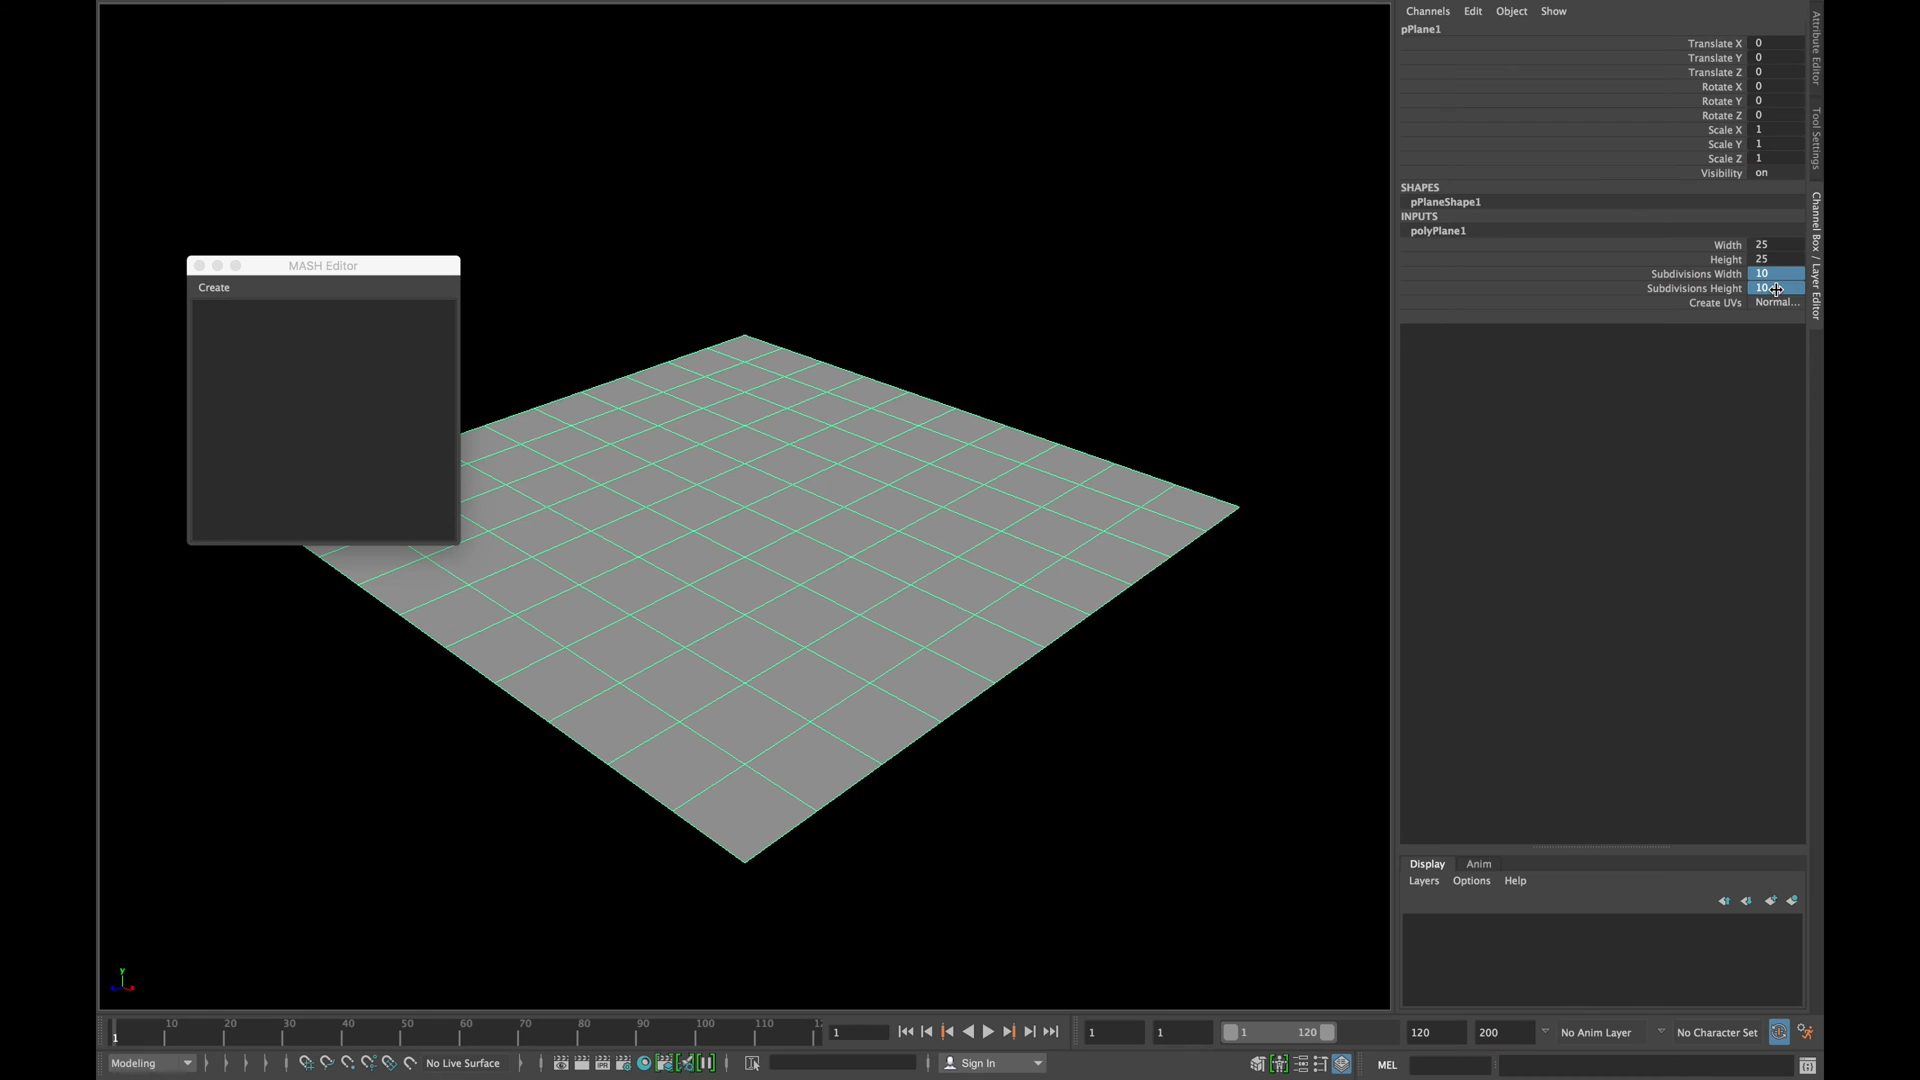 Channels Edit Object Show
pPlane1
Translate X 0
Translate Y 0
Translate Z 0
Rotate X 0
Rotate Y 0
Rotate Z 0
Scale X 1
Scale Y 1
Scale Z 1
Visibility on
SHAPES
pPlaneShape1
INPUTS
polyPlane1
Width 25
Height 25
Subdivisions Width 10
Subdivisions Height 10
Create UVs Normal...
Attribute Editor
Tool Settings
Channel Box / Layer Editor
MASH Editor
Create
Display Anim
Layers Options Help
y
10 20 30 40 50 60 70 80 90 100 110 12
1
1
1 1 1 120 120 200 No Anim Layer No Character Set
Modeling No Live Surface IPR Sign In MEL